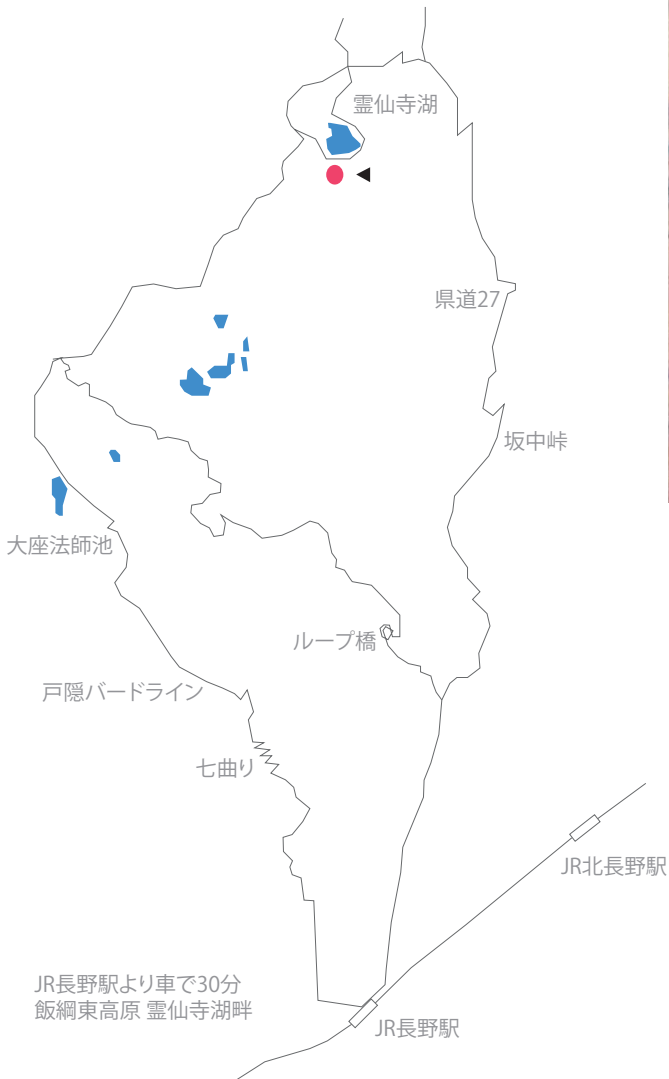 霊仙寺湖
県道27
坂中峠
大座法師池
ループ橋
戸隠バードライン
七曲り
JR北長野駅
JR長野駅より車で30分
飯綱東高原 霊仙寺湖畔
JR長野駅